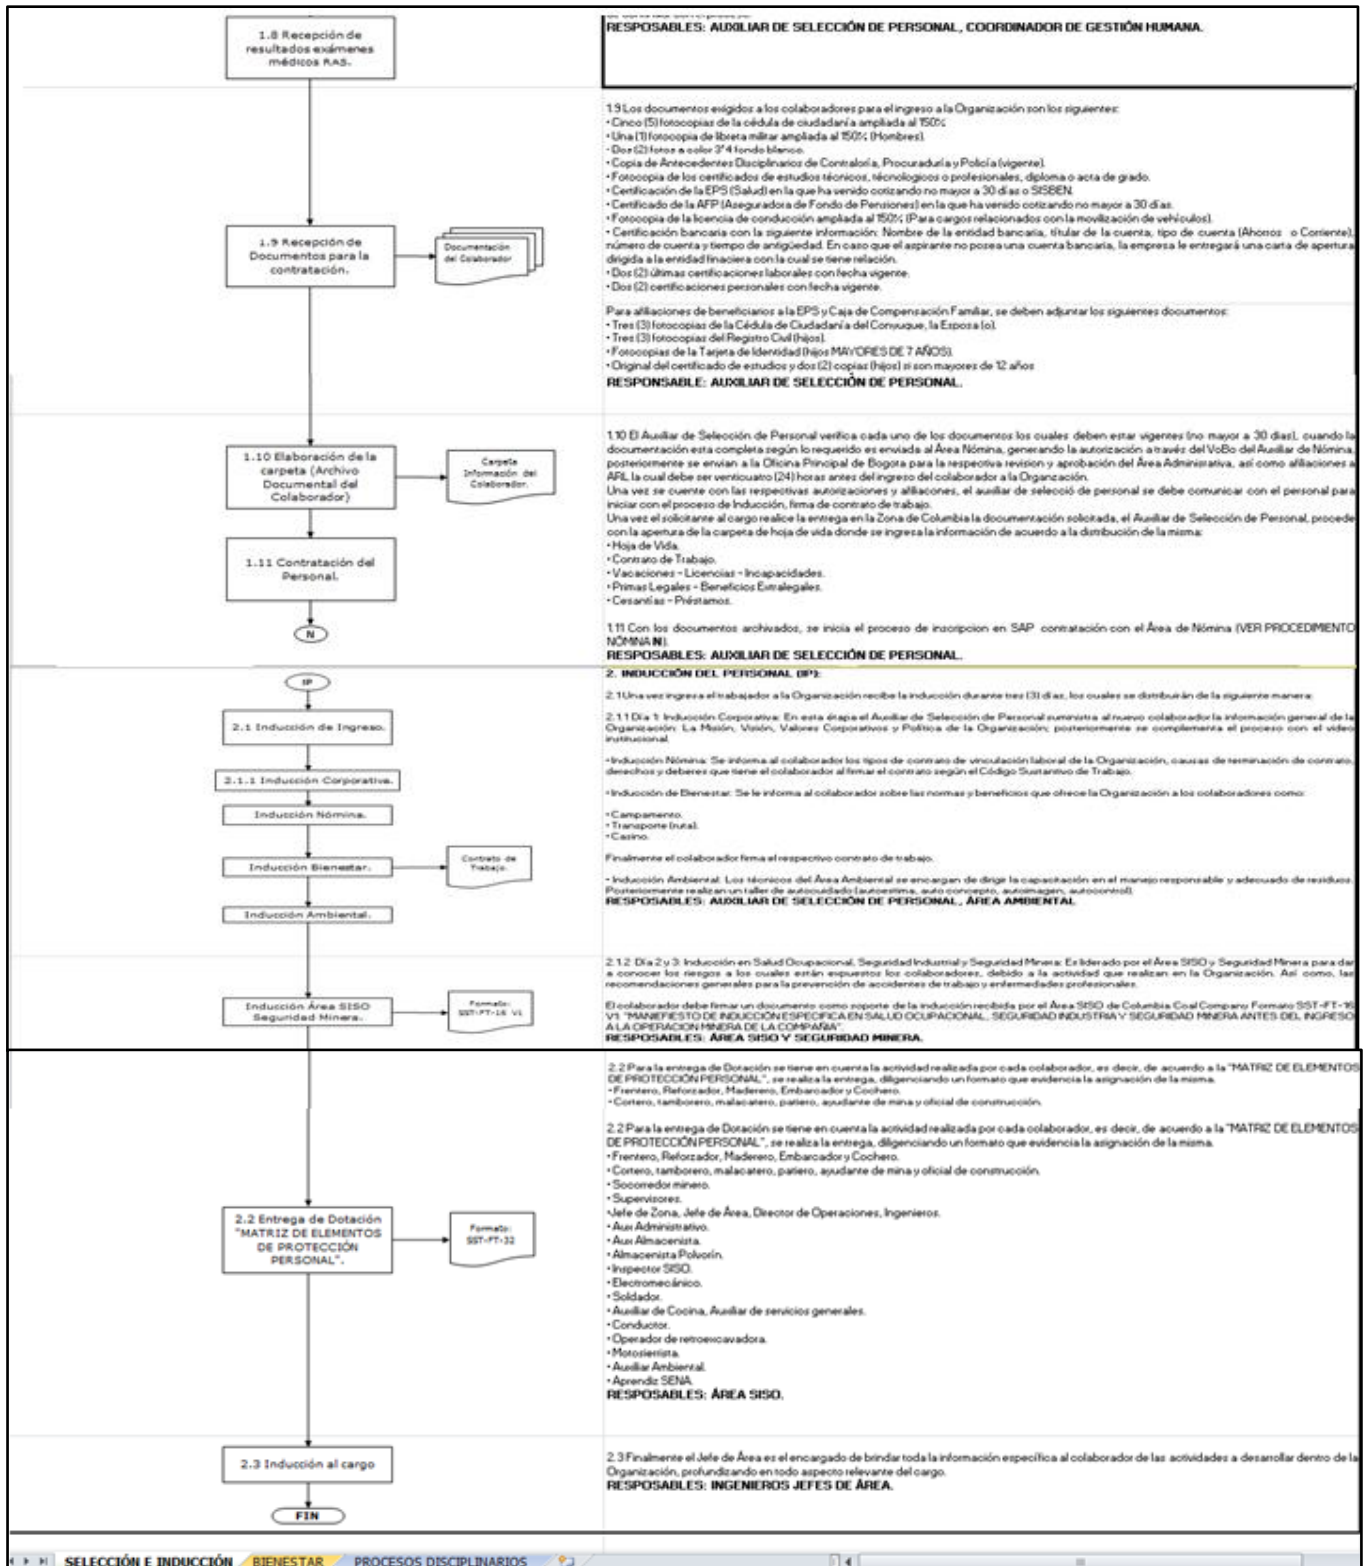 1.8 Recepción de
resultados exámenes
médicos RAS.
RESPOSABLES: AUXILIAR DE SELECCIÓN DE PERSONAL, COORDINADOR DE GESTIÓN HUMANA.
1.9 Recepción de
Documentos para la
contratación.
Documentación
del Colaborador
1.9 Los documentos exigidos a los colaboradores para el ingreso a la Organización son los siguientes:
• Cinco (5) fotocopias de la cédula de ciudadanía ampliada al 150%
• Una (1) fotocopia de libreta militar ampliada al 150% (Hombres).
• Dos (2) fotos a color 3*4 fondo blanco.
• Copia de Antecedentes Disciplinarios de Contraloría, Procuraduría y Policía (vigente).
• Fotocopia de los certificados de estudios técnicos, técnologicos o profesionales, diploma o acta de grado.
• Certificación de la EPS (Salud) en la que ha venido cotizando no mayor a 30 días o SISBEN.
• Certificado de la AFP (Aseguradora de Fondo de Pensiones) en la que ha venido cotizando no mayor a 30 días.
• Fotocopia de la licencia de conducción ampliada al 150% (Para cargos relacionados con la movilización de vehículos).
• Certificación bancaria con la siguiente información: Nombre de la entidad bancaria, títular de la cuenta, tipo de cuenta (Ahorros o Corriente),
número de cuenta y tiempo de antigüedad. En caso que el aspirante no posea una cuenta bancaria, la empresa le entregará una carta de apertura
dirigida a la entidad finaciera con la cual se tiene relación.
• Dos (2) últimas certificaciones laborales con fecha vigente.
• Dos (2) certificaciones personales con fecha vigente.
Para afiliaciones de beneficiarios a la EPS y Caja de Compensación Familiar, se deben adjuntar los siguientes documentos:
• Tres (3) fotocopias de la Cédula de Ciudadanía del Conyuque, la Esposa (o).
• Tres (3) fotocopias del Registro Civil (hijos).
• Fotocopias de la Tarjeta de Identidad (hijos MAYORES DE 7 AÑOS).
• Original del certificado de estudios y dos (2) copias (hijos) si son mayores de 12 años
RESPONSABLE: AUXILIAR DE SELECCIÓN DE PERSONAL.
1.10 Elaboración de la
carpeta (Archivo
Documental del
Colaborador)
Carpeta
Información del
Colaborador.
1.11 Contratación del
Personal.
N
1.10 El Auxiliar de Selección de Personal verifica cada uno de los documentos los cuales deben estar vigentes (no mayor a 30 dias), cuando la
documentación esta completa según lo requerido es enviada al Área Nómina, generando la autorización a través del VoBo del Auxiliar de Nómina,
posteriormente se envian a la Oficina Principal de Bogota para la respectiva revision y aprobación del Área Administrativa, así como afiliaciones a
ARL la cual debe ser venticuatro (24) horas antes del ingreso del colaborador a la Organzación.
Una vez se cuente con las respectivas autorizaciones y afiliacones, el auxiliar de selecció de personal se debe comunicar con el personal para
iniciar con el proceso de Inducción, firma de contrato de trabajo.
Una vez el solicitante al cargo realice la entrega en la Zona de Columbia la documentación solicitada, el Auxiliar de Selección de Personal, procede
con la apertura de la carpeta de hoja de vida donde se ingresa la información de acuerdo a la distribución de la misma:
• Hoja de Vida.
• Contrato de Trabajo.
• Vacaciones - Licencias - Incapacidades.
• Primas Legales - Beneficios Extralegales.
• Cesantías - Préstamos.
1.11 Con los documentos archivados, se inicia el proceso de inscripcion en SAP contratación con el Área de Nómina (VER PROCEDIMIENTO
NÓMINA N).
RESPOSABLES: AUXILIAR DE SELECCIÓN DE PERSONAL.
IP
2.1 Inducción de Ingreso.
2.1.1 Inducción Corporativa.
Inducción Nómina.
Inducción Bienestar.
Contrato de
Trabajo.
Inducción Ambiental.
2. INDUCCIÓN DEL PERSONAL (IP):
2.1 Una vez ingresa el trabajador a la Organización recibe la inducción durante tres (3) días, los cuales se distribuirán de la siguiente manera:
2.1.1 Día 1: Inducción Corporativa: En esta étapa el Auxiliar de Selección de Personal suministra al nuevo colaborador la información general de la
Organización: La Misión, Visión, Valores Corporativos y Política de la Organización; posteriormente se complementa el proceso con el video
institucional.
• Inducción Nómina: Se informa al colaborador los tipos de contrato de vinculación laboral de la Organización, causas de terminación de contrato,
derechos y deberes que tiene el colaborador al firmar el contrato según el Código Sustantivo de Trabajo.
• Inducción de Bienestar: Se le informa al colaborador sobre las normas y beneficios que ofrece la Organización a los colaboradores como:
• Campamento.
• Transporte (ruta).
• Casino.
Finalmente el colaborador firma el respectivo contrato de trabajo.
• Inducción Ambiental: Los técnicos del Área Ambiental se encargan de dirigir la capacitación en el manejo responsable y adecuado de residuos.
Posteriormente realizan un taller de autocuidado (autoestima, auto concepto, autoimagen, autocontrol).
RESPOSABLES: AUXILIAR DE SELECCIÓN DE PERSONAL, ÁREA AMBIENTAL
Inducción Área SISO
Seguridad Minera.
Formato:
SST-FT-16 V1
2.1.2 Día 2 y 3: Inducción en Salud Ocupacional, Seguridad Industrial y Seguridad Minera: Es liderado por el Área SISO y Seguridad Minera para dar
a conocer los riesgos a los cuales están expuestos los colaboradores, debido a la actividad que realizan en la Organización. Así como, las
recomendaciones generales para la prevención de accidentes de trabajo y enfermedades profesionales.
El colaborador debe firmar un documento como soporte de la inducción recibida por el Área SISO de Columbia Coal Company. Formato SST-FT-16
V1 "MANIEFIESTO DE INDUCCIÓN ESPECIFICA EN SALUD OCUPACIONAL, SEGURIDAD INDUSTRIA Y SEGURIDAD MINERA ANTES DEL INGRESO
A LA OPERACION MINERA DE LA COMPAÑÍA".
RESPOSABLES: ÁREA SISO Y SEGURIDAD MINERA.
2.2 Para la entrega de Dotación se tiene en cuenta la actividad realizada por cada colaborador, es decir, de acuerdo a la "MATRIZ DE ELEMENTOS
DE PROTECCIÓN PERSONAL", se realiza la entrega, diligenciando un formato que evidencia la asignación de la misma.
• Frentero, Reforzador, Maderero, Embarcador y Cochero.
• Cortero, tamborero, malacatero, patiero, ayudante de mina y oficial de construcción.
2.2 Para la entrega de Dotación se tiene en cuenta la actividad realizada por cada colaborador, es decir, de acuerdo a la "MATRIZ DE ELEMENTOS
DE PROTECCIÓN PERSONAL", se realiza la entrega, diligenciando un formato que evidencia la asignación de la misma.
• Frentero, Reforzador, Maderero, Embarcador y Cochero.
• Cortero, tamborero, malacatero, patiero, ayudante de mina y oficial de construcción.
• Socorredor minero.
• Supervisores.
•Jefe de Zona, Jefe de Área, Director de Operaciones, Ingenieros.
• Aux Administrativo.
• Aux Almacenista.
• Almacenista Polvorín.
• Inspector SISO.
• Electromecánico.
• Soldador.
• Auxiliar de Cocina, Auxiliar de servicios generales.
• Conductor.
• Operador de retroexcavadora.
• Motosierrista.
• Auxiliar Ambiental.
• Aprendiz SENA.
RESPOSABLES: ÁREA SISO.
2.2 Entrega de Dotación
"MATRIZ DE ELEMENTOS
DE PROTECCIÓN
PERSONAL".
Formato:
SST-FT-32
2.3 Inducción al cargo
FIN
2.3 Finalmente el Jefe de Área es el encargado de brindar toda la información específica al colaborador de las actividades a desarrollar dentro de la
Organización, profundizando en todo aspecto relevante del cargo.
RESPOSABLES: INGENIEROS JEFES DE ÁREA.
SELECCIÓN E INDUCCIÓN BIENESTAR PROCESOS DISCIPLINARIOS